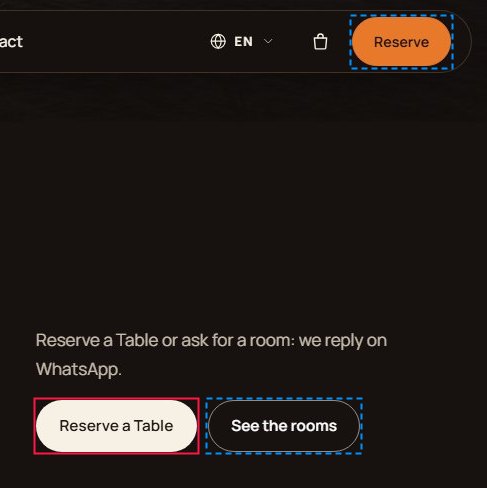 act
EN
Reserve
Reserve a Table or ask for a room: we reply on
WhatsApp.
Reserve a Table
See the rooms